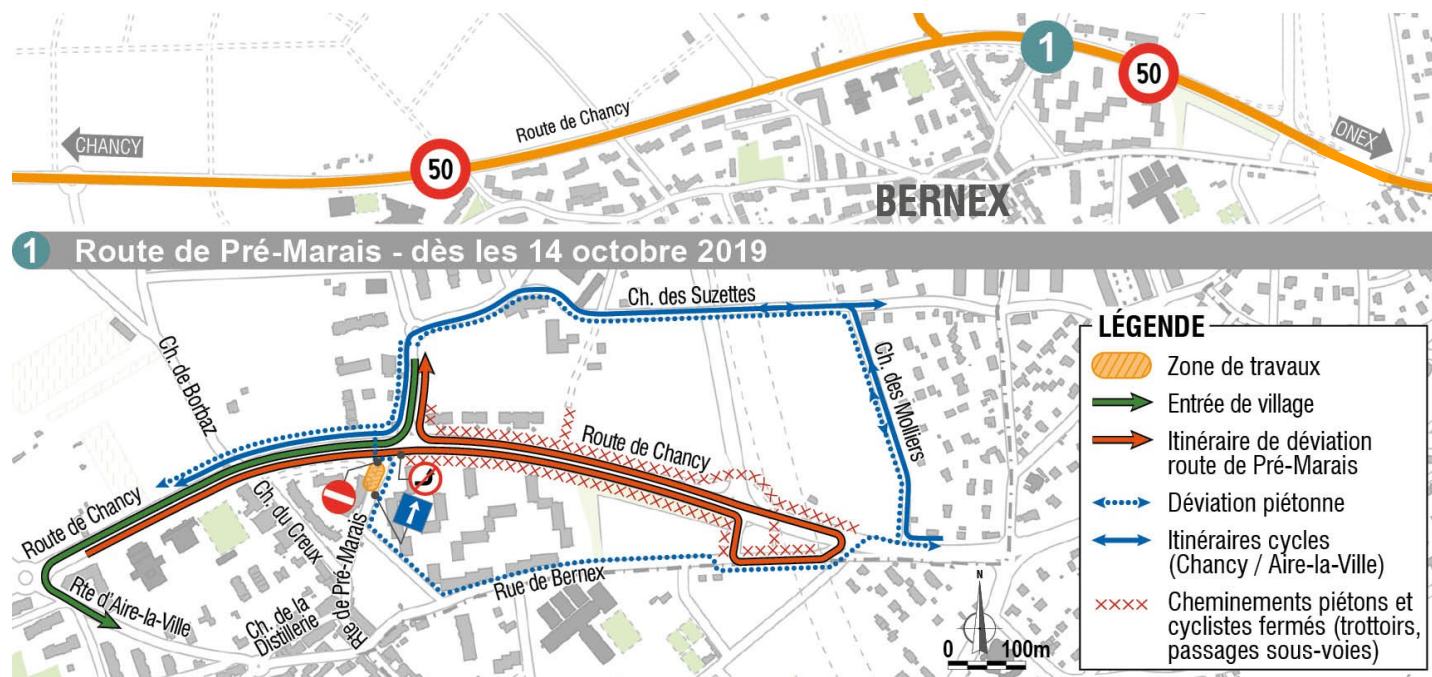 CHANCY
50
Route de Chancy
1
50
ONEX
BERNEX
1 Route de Pré-Marais - dès les 14 octobre 2019
Ch. des Suzettes
Ch. de Borbaz
Ch. des Molliers
Route de Chancy
Route de Chancy
Ch. du Creux
Rte de Pré-Marais
Rue de Bernex
Rte d'Aire-la-Ville
Ch. de la
Distillerie
N
0 100m
LÉGENDE
Zone de travaux
Entrée de village
Itinéraire de déviation
route de Pré-Marais
Déviation piétonne
Itinéraires cycles
(Chancy / Aire-la-Ville)
Cheminements piétons et
cyclistes fermés (trottoirs,
passages sous-voies)